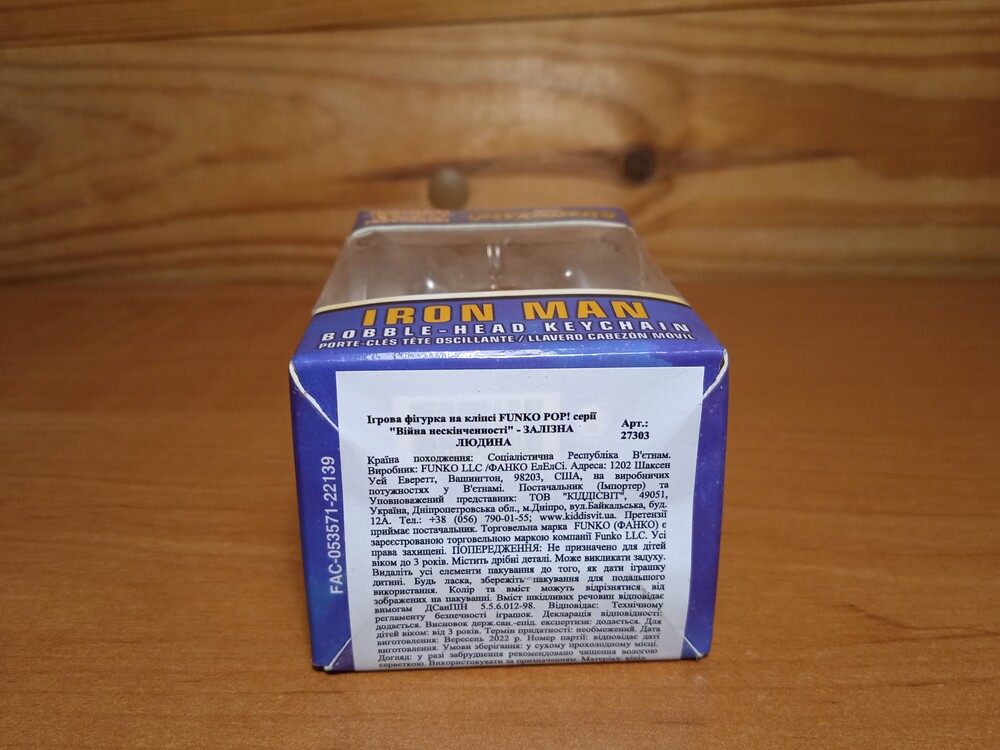 IRON MAN
BOBBLE-HEAD KEYCHAIN
PORTE-CLÉS TÊTE OSCILLANTE / LLAVERO CABEZÓN MÓVIL
Ігрова фігурка на кліпсі FUNKO POP! серії
"Війна нескінченності" - ЗАЛІЗНА
ЛЮДИНА
Арт.:
27303
Країна походження: Соціалістична Республіка В'єтнам.
Виробник: FUNKO LLC /ФАНКО ЕлЕлСі. Адреса: 1202 Шаксен
Уей Еверетт, Вашингтон, 98203, США, на виробничих
потужностях у В'єтнамі. Постачальник (Імпортер) та
Уповноважений представник: ТОВ "КІДДІСВІТ", 49051,
Україна, Дніпропетровська обл., м.Дніпро, вул.Байкальська, буд.
12А. Тел.: +38 (056) 790-01-55; www.kiddisvit.ua. Претензії
приймає постачальник. Торговельна марка FUNKO (ФАНКО) є
зареєстрованою торговельною маркою компанії Funko LLC. Усі
права захищені. ПОПЕРЕДЖЕННЯ: Не призначено для дітей
віком до 3 років. Містить дрібні деталі. Може викликати задуху.
Видаліть усі елементи пакування до того, як дати іграшку
дитині. Будь ласка, збережіть пакування для подальшого
використання. Колір та вміст можуть відрізнятися від
зображених на пакуванні. Вміст шкідливих речовин відповідає
вимогам ДСанПіН 5.5.6.012-98. Відповідає: Технічному
регламенту безпечності іграшок. Декларація відповідності:
додається. Висновок держ.сан.-епід. експертизи: додається. Для
дітей віком: від 3 років. Термін придатності: необмежений. Дата
виготовлення: Вересень 2022 р. Номер партії: відповідає даті
виготовлення. Умови зберігання: у сухому прохолодному місці.
Догляд: у разі забруднення рекомендовано чищення вологою
серветкою. Використовувати за призначенням. Матеріал: вініл
FAC-053571-22139